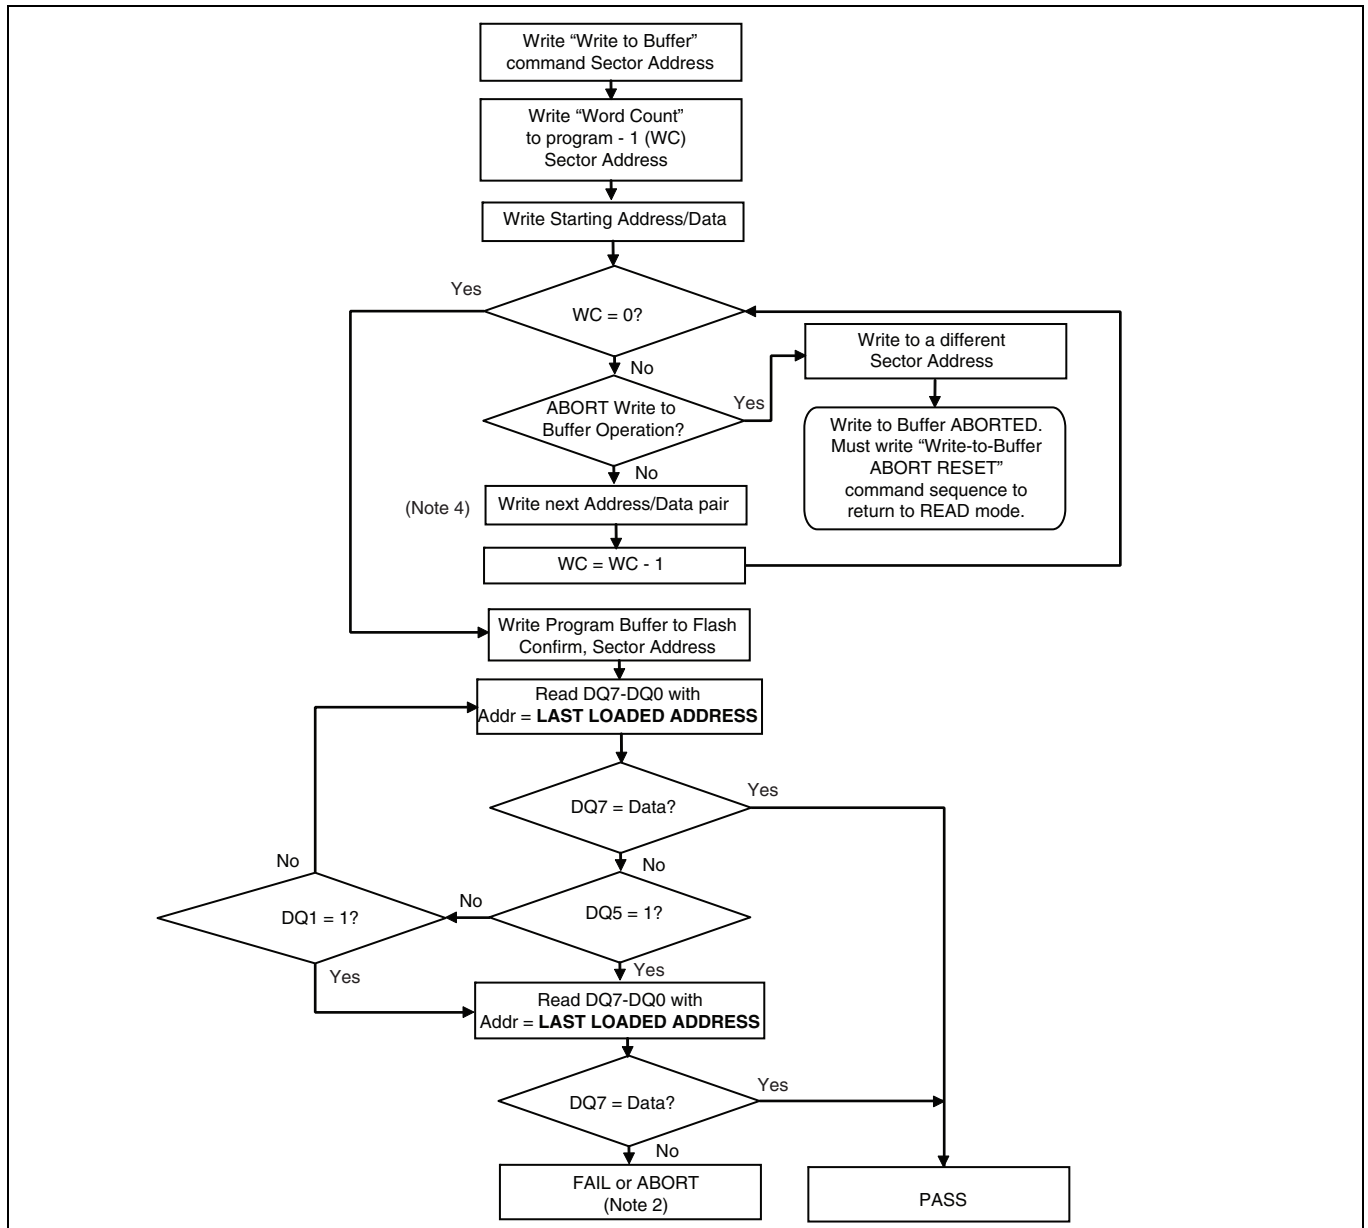 Write “Write to Buffer”
command Sector Address
Write “Word Count”
to program - 1 (WC)
Sector Address
Write Starting Address/Data
Yes
WC = 0?
No
Write to a different
Sector Address
ABORT Write to
Buffer Operation?
Yes
Write to Buffer ABORTED.
Must write “Write-to-Buffer
ABORT RESET”
command sequence to
return to READ mode.
No
(Note 4)
Write next Address/Data pair
WC = WC - 1
Write Program Buffer to Flash
Confirm, Sector Address
Read DQ7-DQ0 with
Addr = LAST LOADED ADDRESS
DQ7 = Data?
Yes
No
No
DQ1 = 1?
No
DQ5 = 1?
Yes
Yes
Read DQ7-DQ0 with
Addr = LAST LOADED ADDRESS
DQ7 = Data?
Yes
No
FAIL or ABORT
(Note 2)
PASS